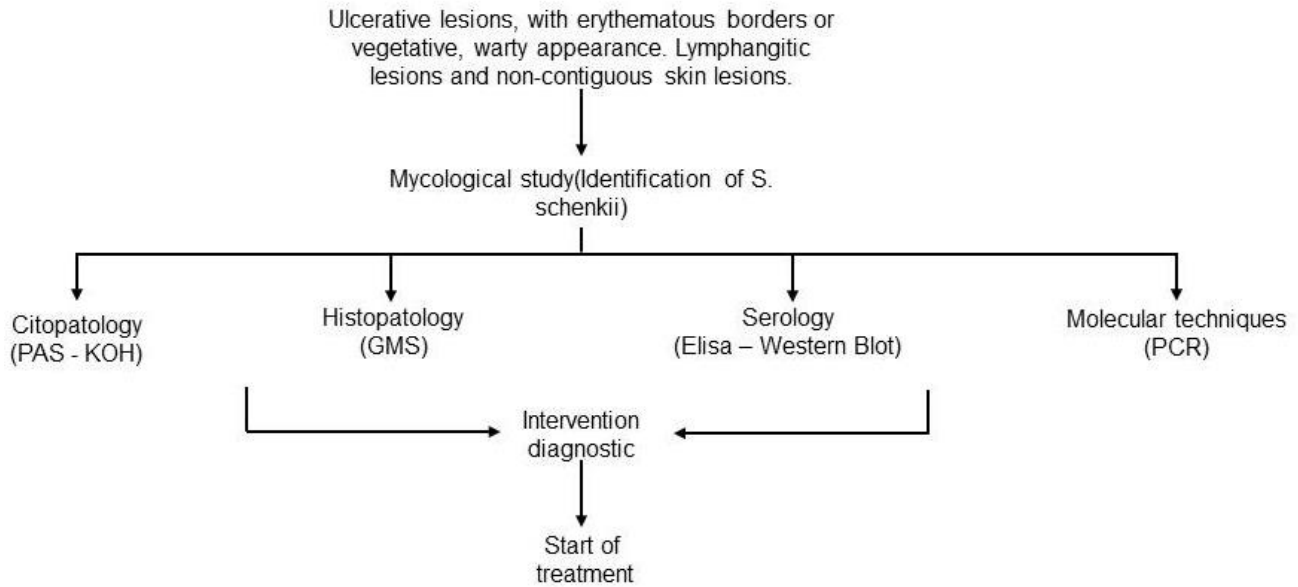 Ulcerative lesions, with erythematous borders or
vegetative, warty appearance. Lymphangitic
lesions and non-contiguous skin lesions.
Mycological study(Identification of S.
schenkii)
Citopatology
(PAS - KOH)
Histopatology
(GMS)
Serology
(Elisa – Western Blot)
Molecular techniques
(PCR)
Intervention
diagnostic
Start of
treatment